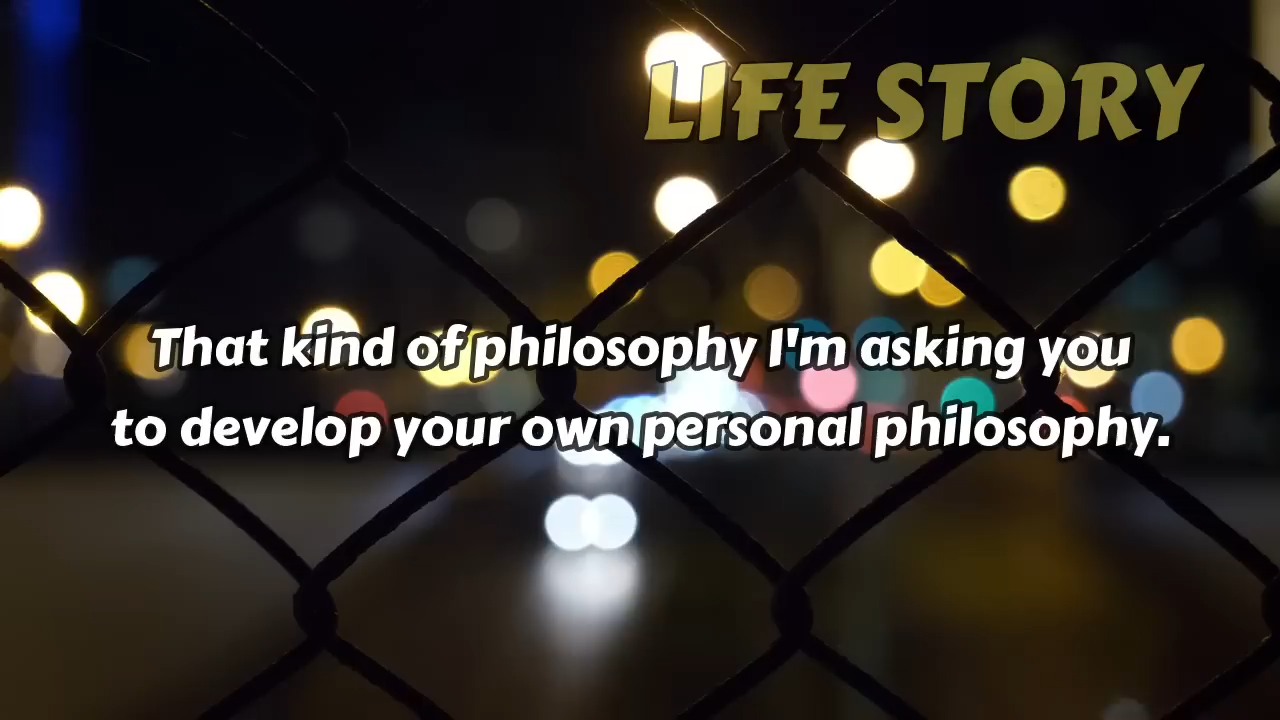 LIFE STORY
That kind of philosophy I'm asking you
to develop your own personal philosophy.